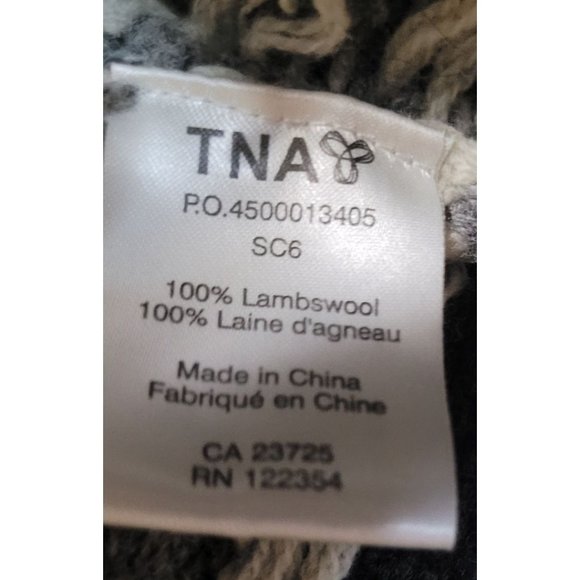 TNA
P.O.4500013405
SC6
100% Lambswool
100% Laine d'agneau
Made in China
Fabriqué en Chine
CA 23725
RN 122354